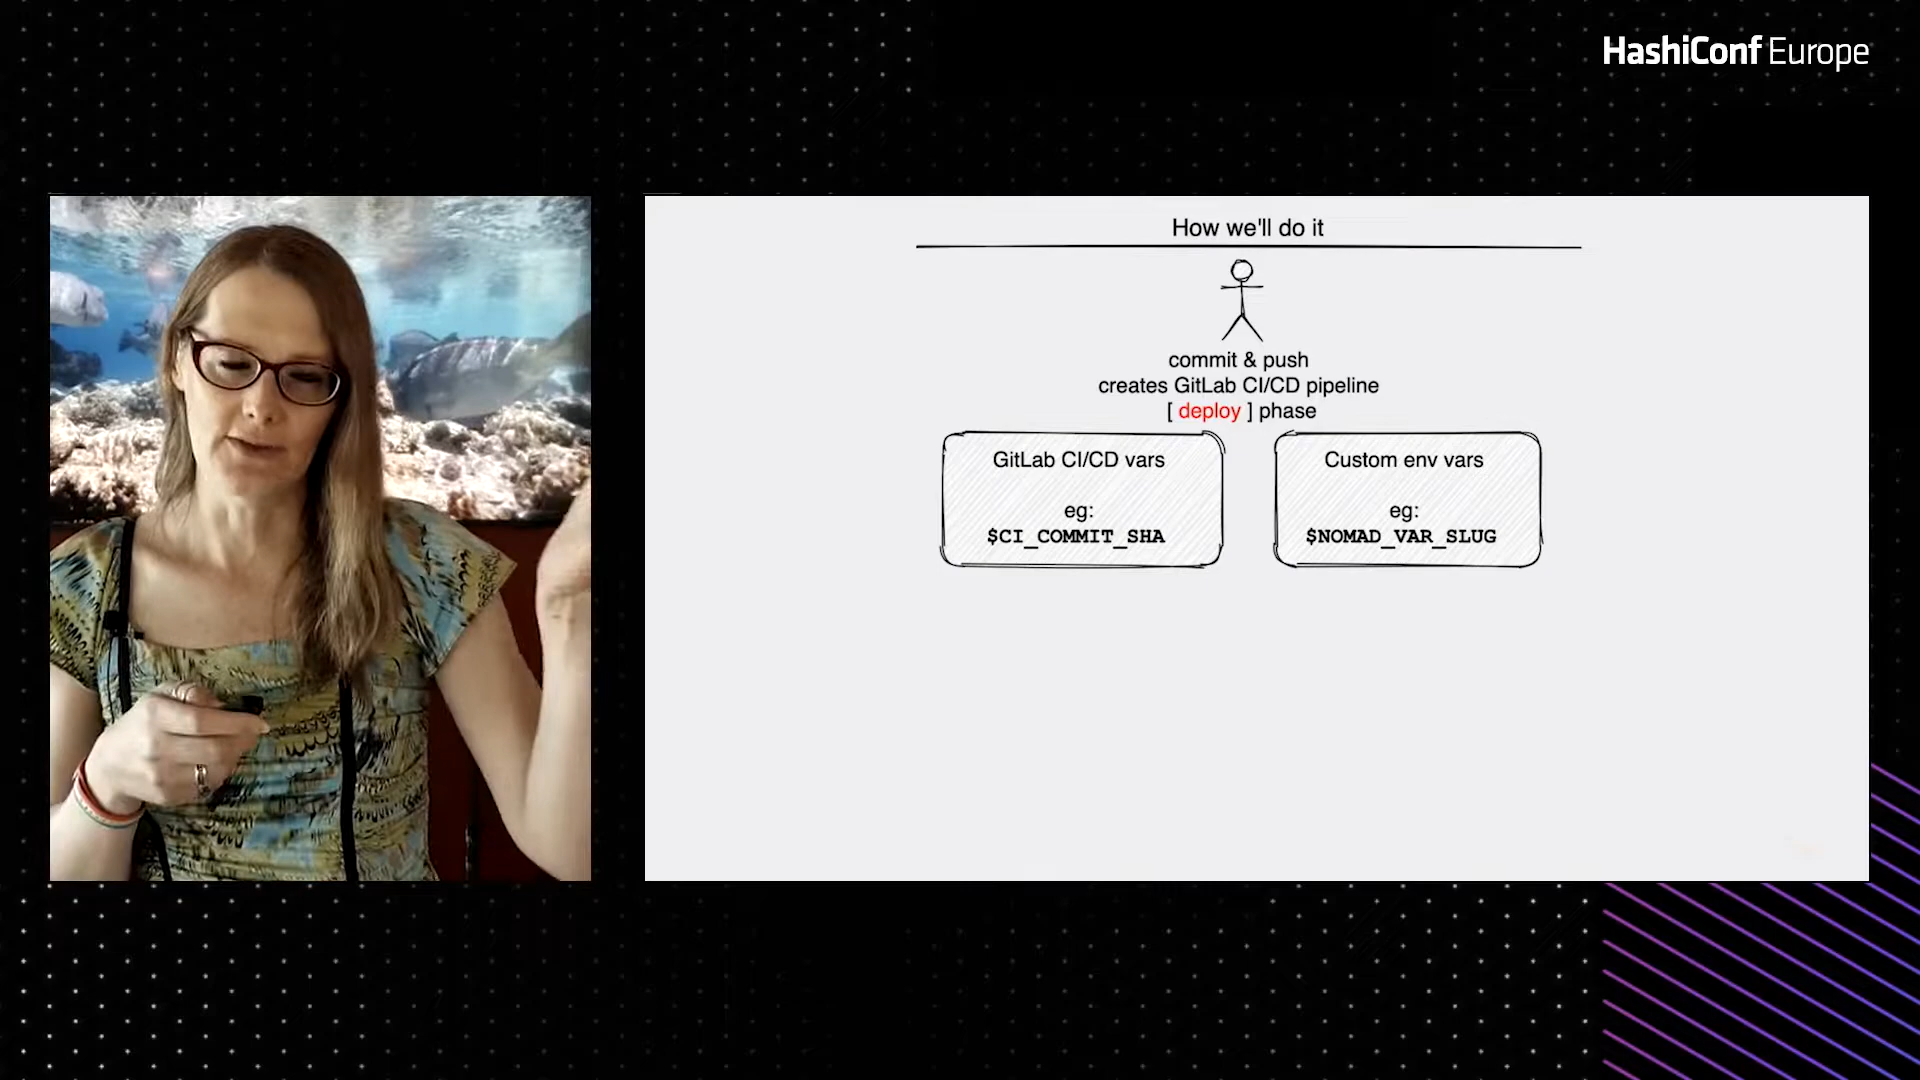 HashiConf Europe
How we'll do it
commit & push
creates GitLab CI/CD pipeline
[ deploy ] phase
GitLab CI/CD vars
eg:
$CI_COMMIT_SHA
Custom env vars
eg:
$NOMAD_VAR_SLUG